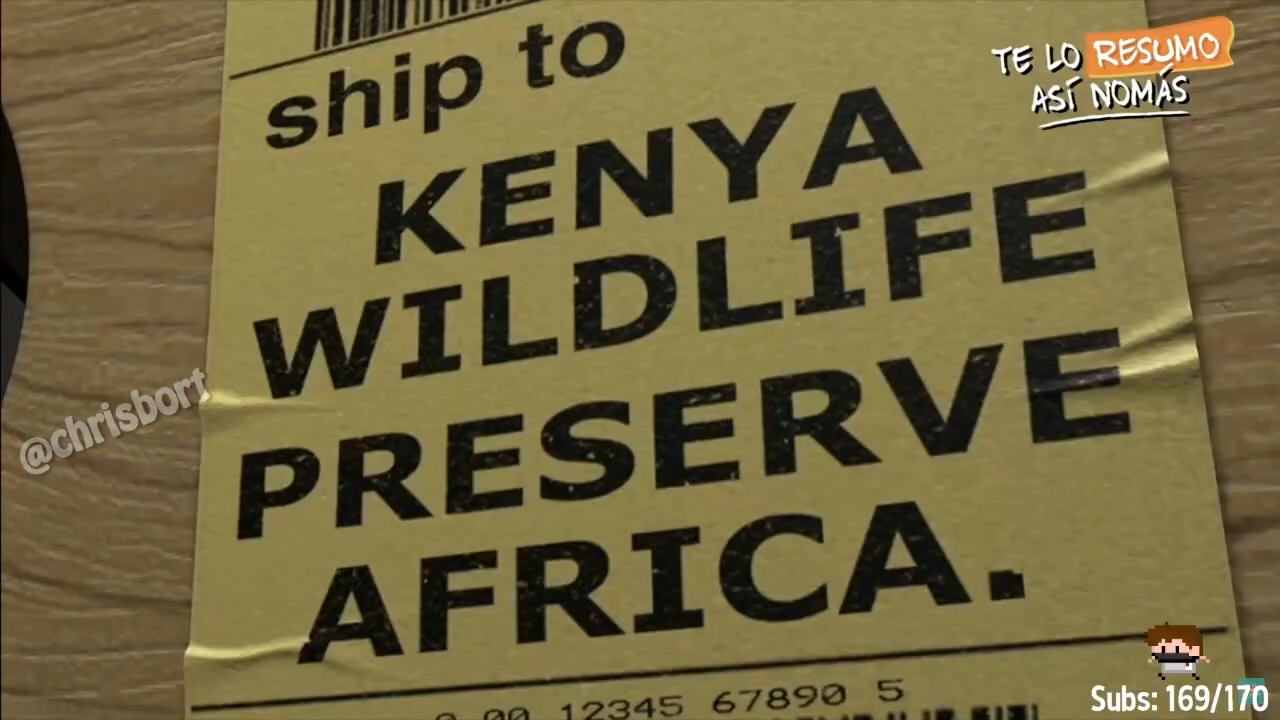 ship to
KENYA
WILDLIFE
PRESERVE
AFRICA.
0 00 12345 67890 5
TE LO RESUMO
ASÍ NOMÁS
@chrisbort
Subs: 169/170